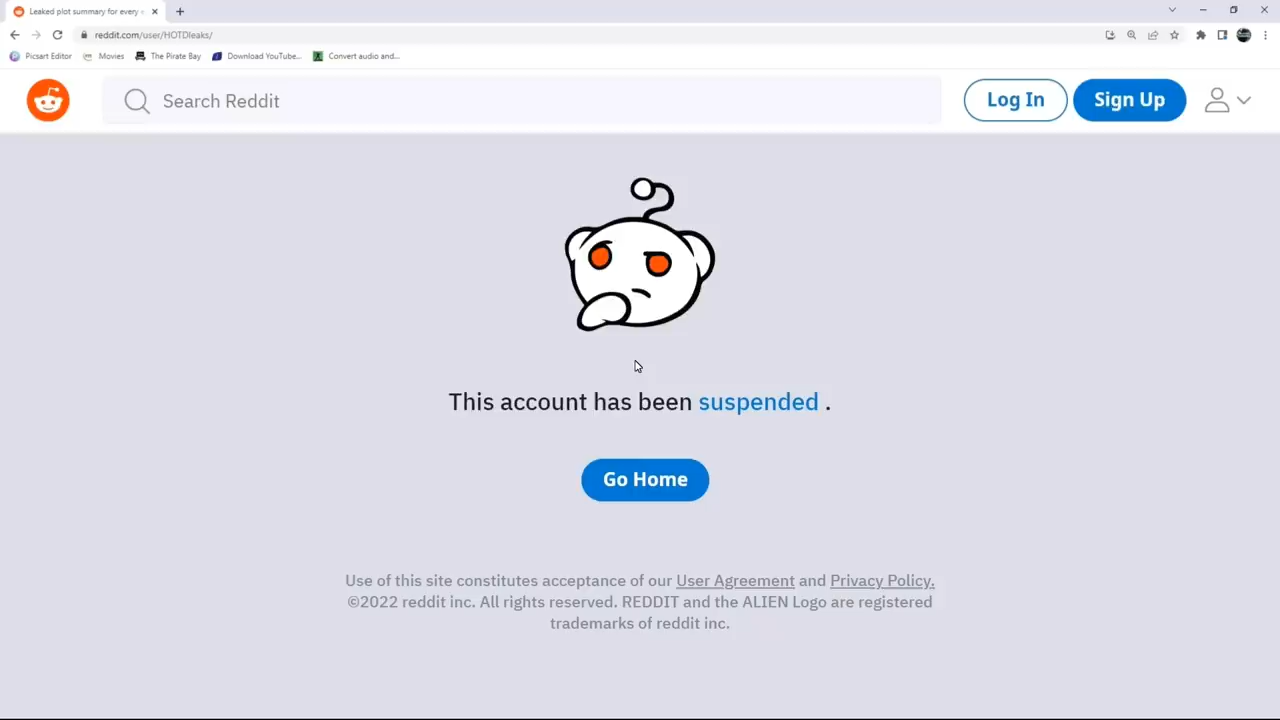 Leaked plot summary for every e
reddit.com/user/HOTDleaks/
Picsart Editor Movies The Pirate Bay Download YouTube... Convert audio and...
Search Reddit
Log In Sign Up
This account has been suspended .
Go Home
Use of this site constitutes acceptance of our User Agreement and Privacy Policy.
©2022 reddit inc. All rights reserved. REDDIT and the ALIEN Logo are registered
trademarks of reddit inc.